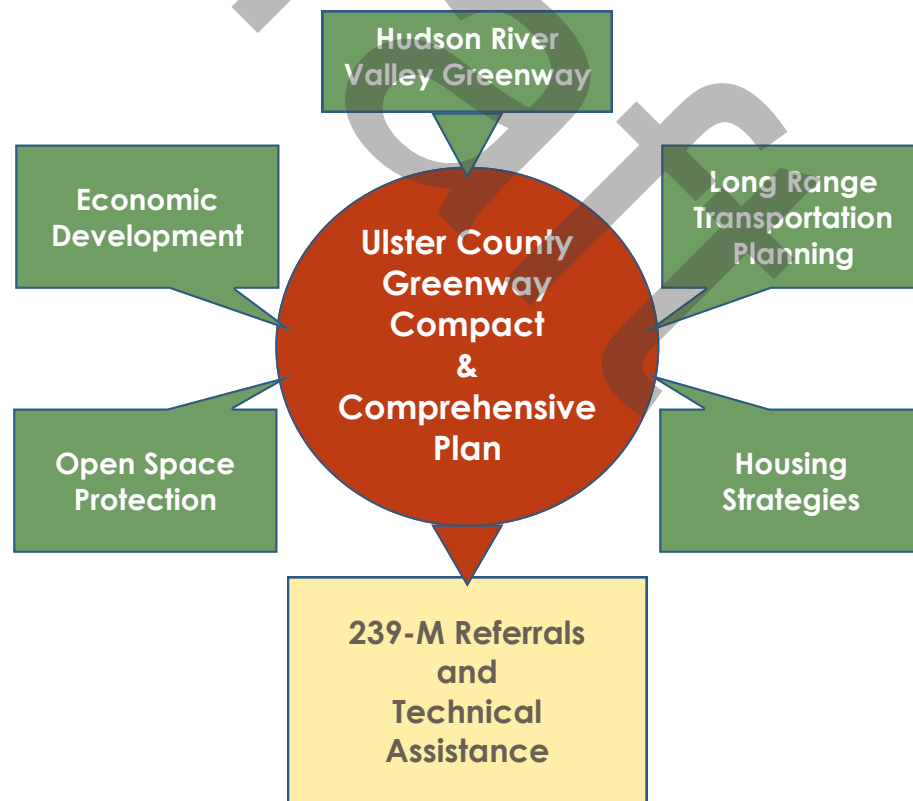 Hudson River
Valley Greenway
Economic
Development
Long Range
Transportation
Planning
Ulster County
Greenway
Compact
&
Comprehensive
Plan
Open Space
Protection
Housing
Strategies
239-M Referrals
and
Technical
Assistance